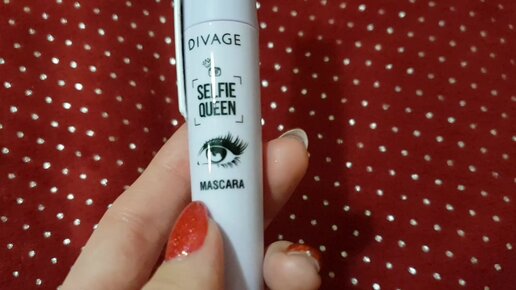 DIVAGE
SELFIE
QUEEN
MASCARA